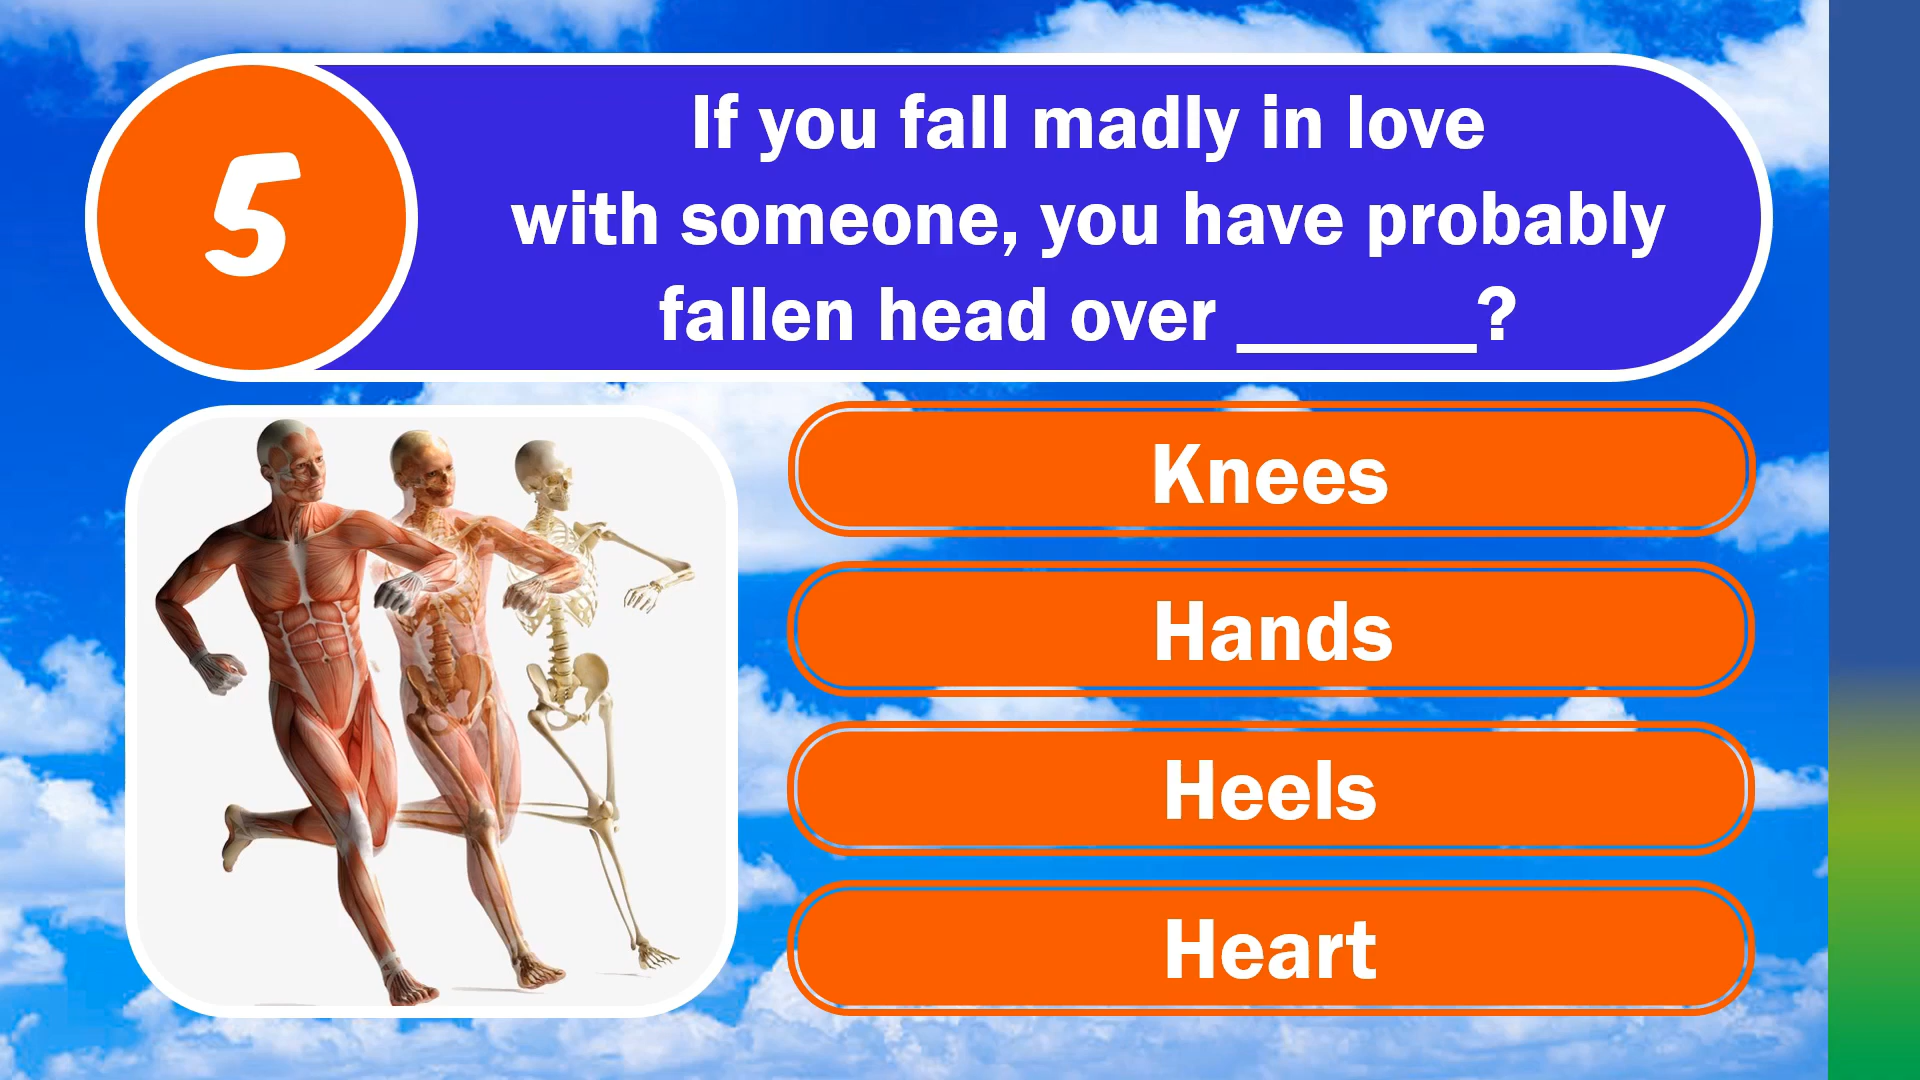 5
If you fall madly in love
with someone, you have probably
fallen head over ______?
Knees
Hands
Heels
Heart